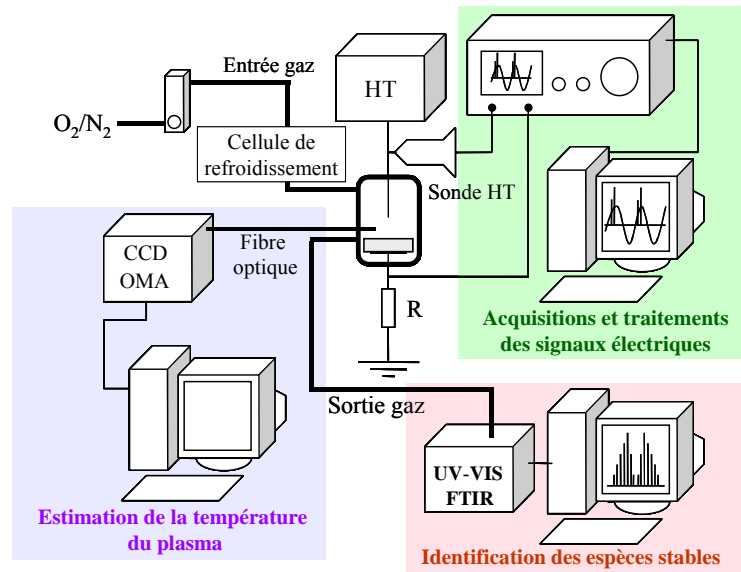 Entrée gaz
HT
O₂/N₂
Cellule de
refroidissement
Sonde HT
CCD
OMA
Fibre
optique
R
Acquisitions et traitements
des signaux électriques
Sortie gaz
UV-VIS
FTIR
Estimation de la température
du plasma
Identification des espèces stables